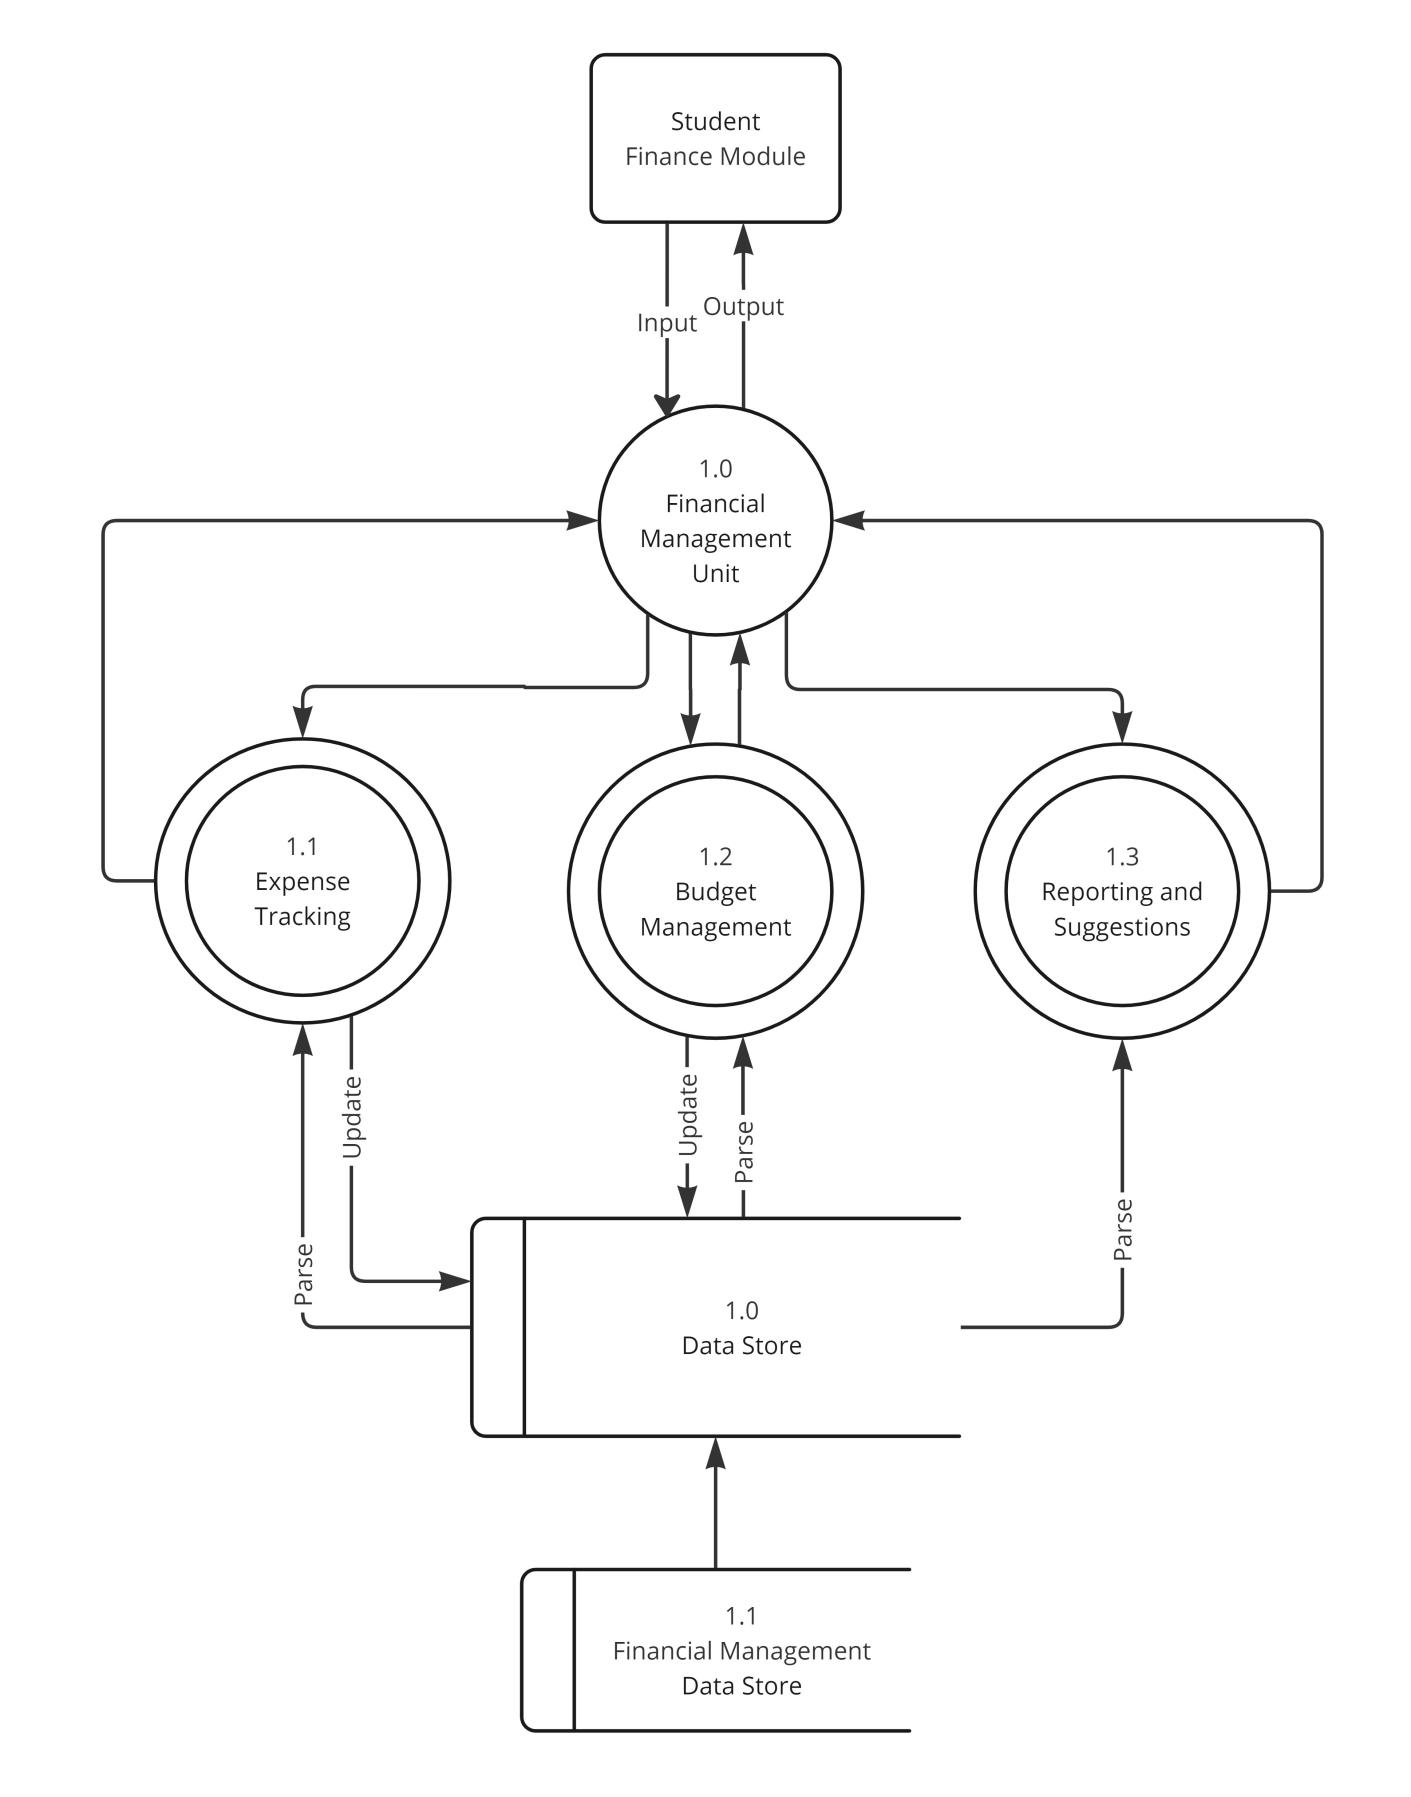 Student
Finance Module
Input
Output
1.0
Financial
Management
Unit
1.1
Expense
Tracking
1.2
Budget
Management
1.3
Reporting and
Suggestions
Update
Parse
Update
Parse
Parse
1.0
Data Store
1.1
Financial Management
Data Store